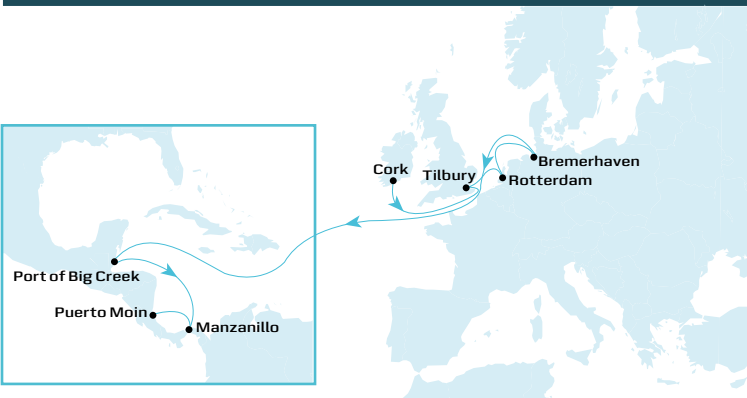 Cork
Tilbury
Bremerhaven
Rotterdam
Port of Big Creek
Puerto Moin
Manzanillo